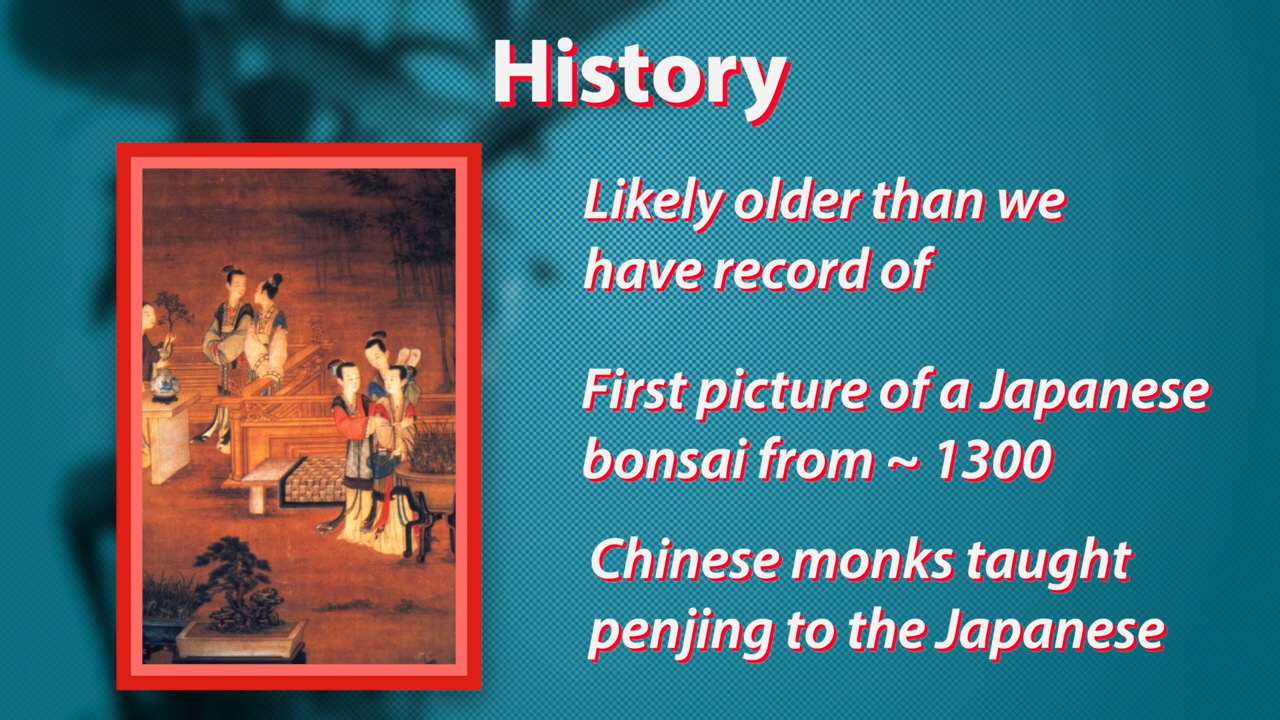 History
Likely older than we
have record of
First picture of a Japanese
bonsai from ~ 1300
Chinese monks taught
penjing to the Japanese